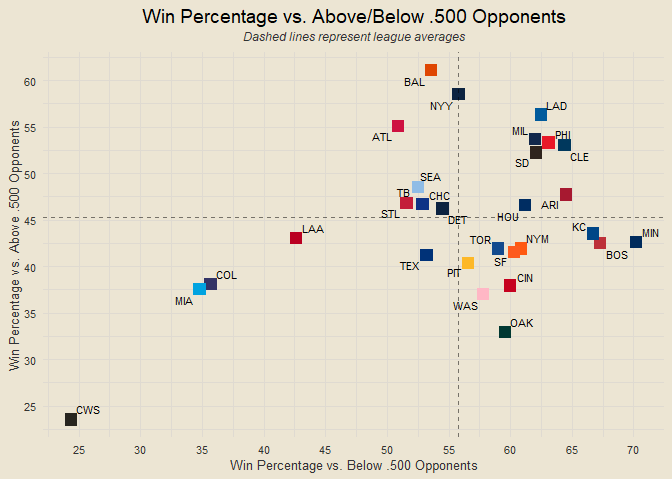 Win Percentage vs. Above/Below .500 Opponents
Dashed lines represent league averages
Win Percentage vs. Above .500 Opponents
60
55
50
45
40
35
30
25
BAL
NYY
LAD
ATL
MIL
PHI
CLE
SD
SEA
TB
CHC
STL
DET
HOU
ARI
LAA
KC
MIN
TOR
NYM
BOS
SF
TEX
PIT
CIN
COL
MIA
WAS
OAK
CWS
25 30 35 40 45 50 55 60 65 70
Win Percentage vs. Below .500 Opponents